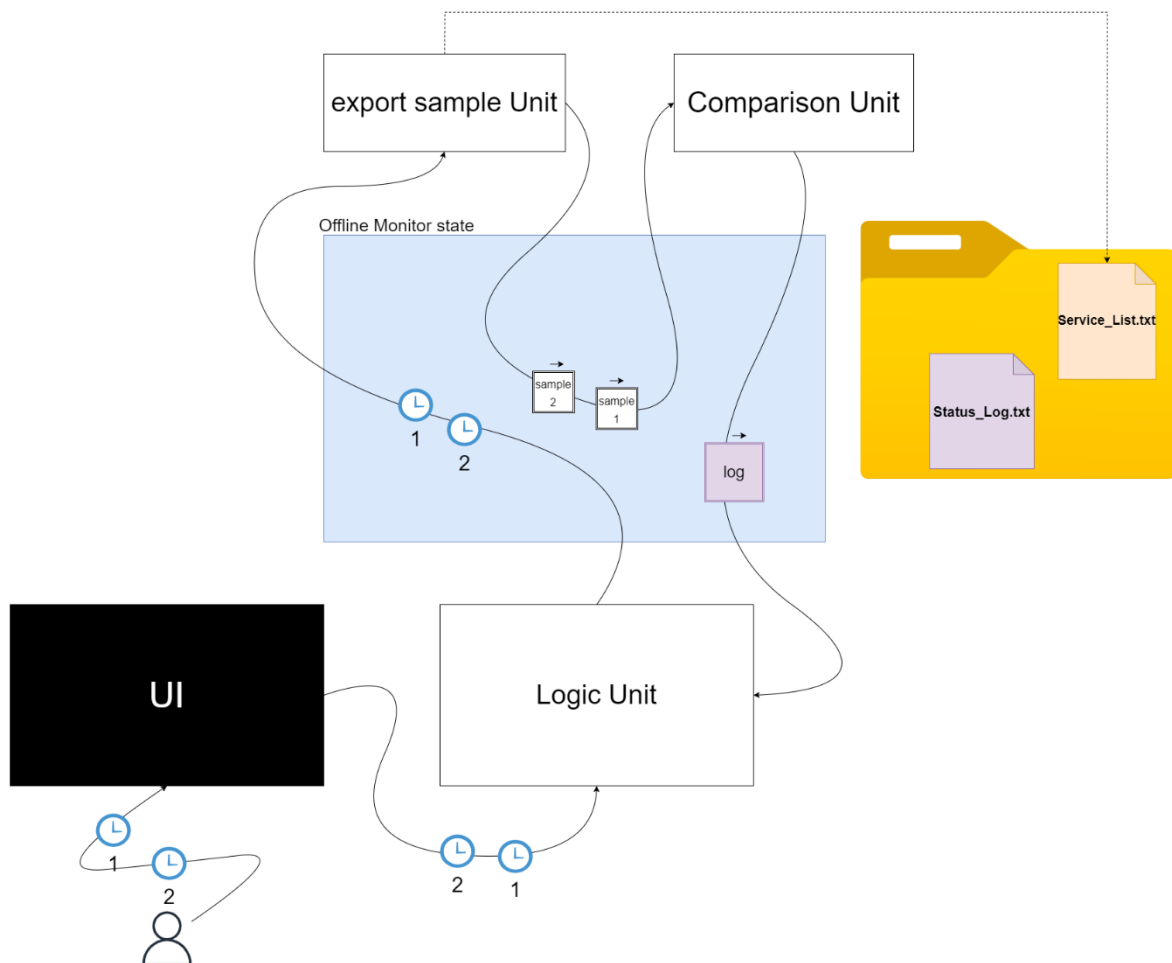 export sample Unit
Comparison Unit
Offline Monitor state
Service_List.txt
Status_Log.txt
sample
2
sample
1
1
2
log
UI
Logic Unit
1
2
2
1